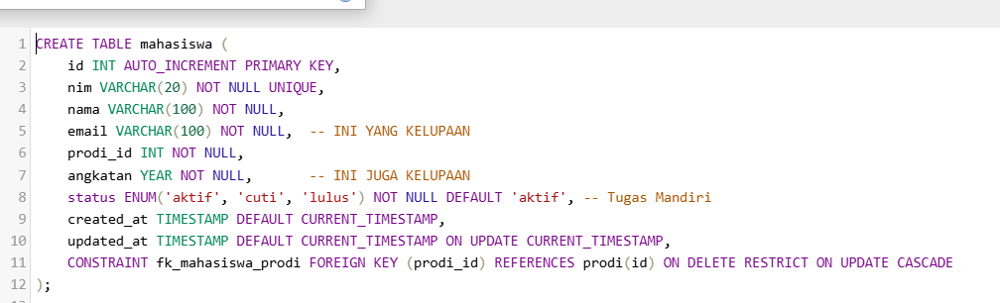 1 CREATE TABLE mahasiswa (
2 id INT AUTO_INCREMENT PRIMARY KEY,
3 nim VARCHAR(20) NOT NULL UNIQUE,
4 nama VARCHAR(100) NOT NULL,
5 email VARCHAR(100) NOT NULL, -- INI YANG KELUPAAN
6 prodi_id INT NOT NULL,
7 angkatan YEAR NOT NULL, -- INI JUGA KELUPAAN
8 status ENUM('aktif', 'cuti', 'lulus') NOT NULL DEFAULT 'aktif', -- Tugas Mandiri
9 created_at TIMESTAMP DEFAULT CURRENT_TIMESTAMP,
10 updated_at TIMESTAMP DEFAULT CURRENT_TIMESTAMP ON UPDATE CURRENT_TIMESTAMP,
11 CONSTRAINT fk_mahasiswa_prodi FOREIGN KEY (prodi_id) REFERENCES prodi(id) ON DELETE RESTRICT ON UPDATE CASCADE
12 );